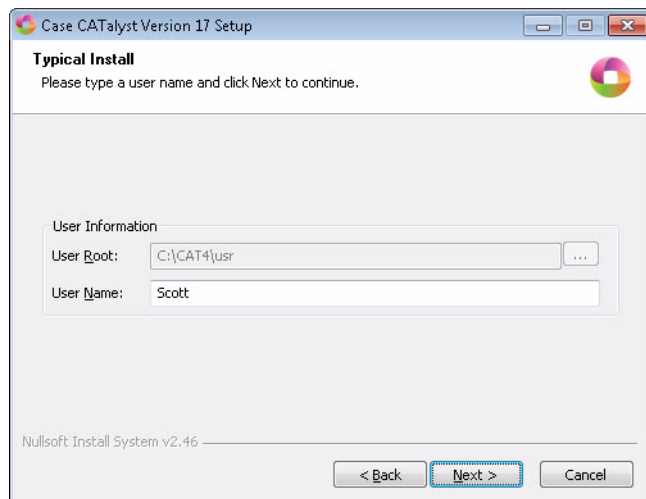 Case CATalyst Version 17 Setup
Typical Install
Please type a user name and click Next to continue.
User Information
User Root: C:\CAT4\usr ...
User Name: Scott
Nullsoft Install System v2.46
< Back Next > Cancel